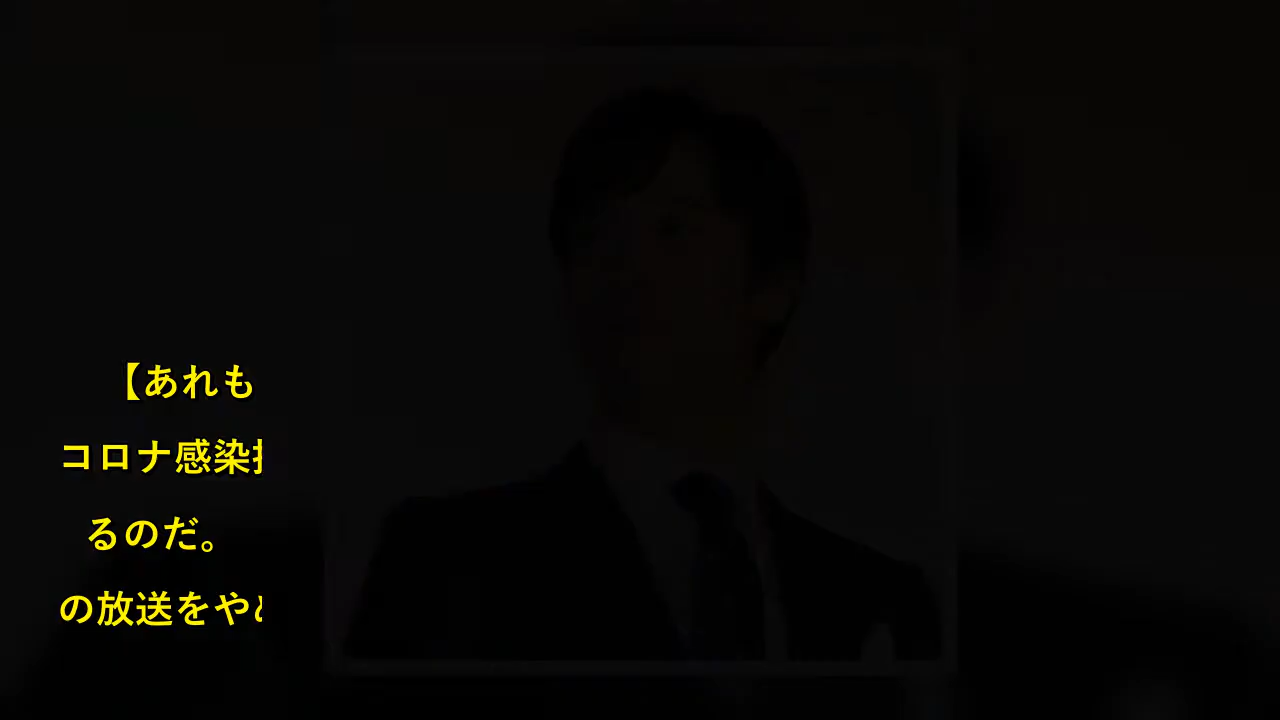 【あれも
コロナ感染
るのだ。
の放送をや